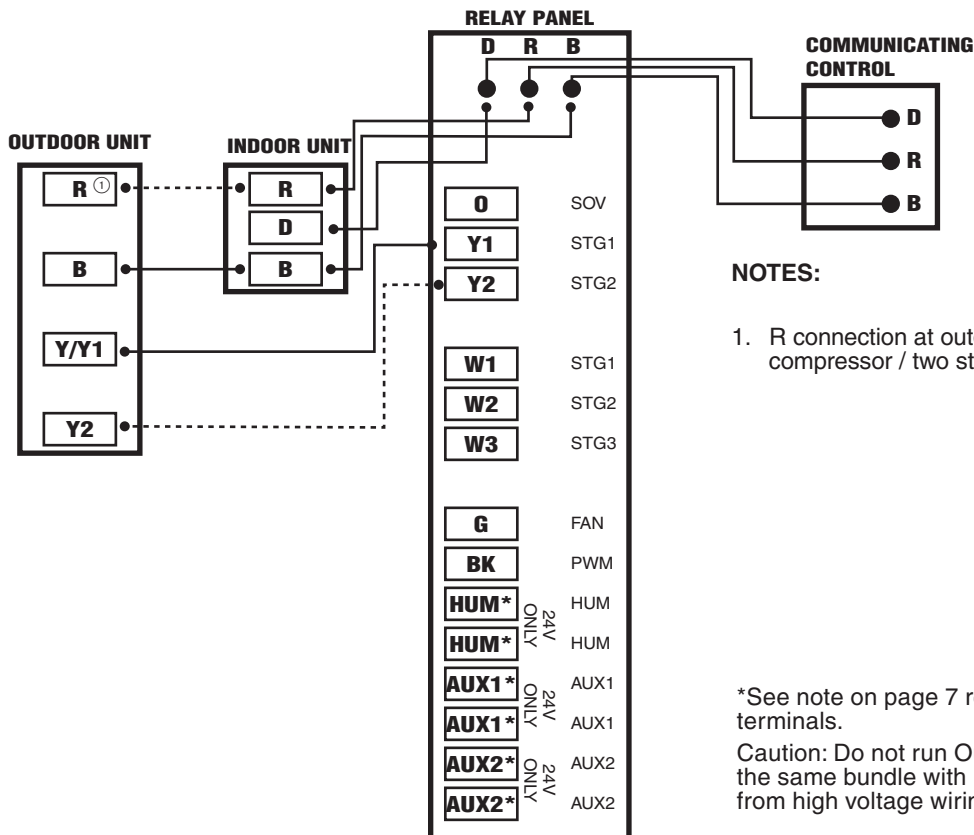 RELAY PANEL
D R B
COMMUNICATING
CONTROL
D
R
B
OUTDOOR UNIT
R ①
B
Y/Y1
Y2
INDOOR UNIT
R
D
B
O SOV
Y1 STG1
Y2 STG2
W1 STG1
W2 STG2
W3 STG3
G FAN
BK PWM
HUM* HUM
HUM* HUM
24V
ONLY
AUX1* AUX1
AUX1* AUX1
24V
ONLY
AUX2* AUX2
AUX2* AUX2
24V
ONLY
NOTES:
1. R connection at out
compressor / two st
*See note on page 7 r
terminals.
Caution: Do not run O
the same bundle with
from high voltage wirin